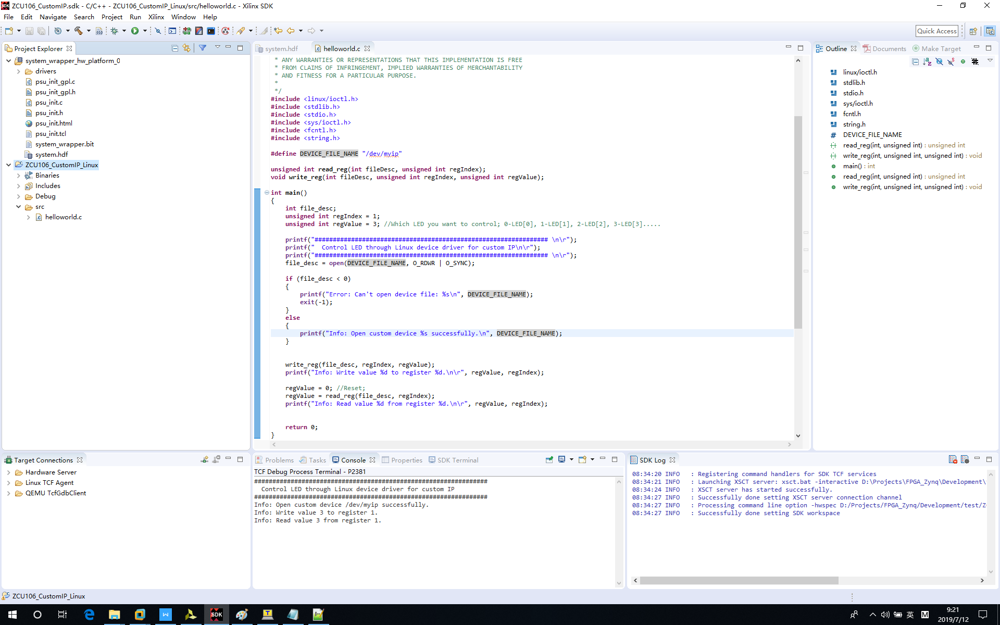 ZCU106_CustomIP.sdk - C/C++ - ZCU106_CustomIP_Linux/src/helloworld.c - Xilinx SDK
File Edit Navigate Search Project Run Xilinx Window Help
Quick Access
Project Explorer
system_wrapper_hw_platform_0
drivers
psu_init_gpl.c
psu_init_gpl.h
psu_init.c
psu_init.h
psu_init.html
psu_init.tcl
system_wrapper.bit
system.hdf
ZCU106_CustomIP_Linux
Binaries
Includes
Debug
src
helloworld.c
system.hdf helloworld.c
* ANY WARRANTIES OR REPRESENTATIONS THAT THIS IMPLEMENTATION IS FREE
* FROM CLAIMS OF INFRINGEMENT, IMPLIED WARRANTIES OF MERCHANTABILITY
* AND FITNESS FOR A PARTICULAR PURPOSE.
*
*/
#include <linux/ioctl.h>
#include <stdlib.h>
#include <stdio.h>
#include <sys/ioctl.h>
#include <fcntl.h>
#include <string.h>
#define DEVICE_FILE_NAME "/dev/myip"
unsigned int read_reg(int fileDesc, unsigned int regIndex);
void write_reg(int fileDesc, unsigned int regIndex, unsigned int regValue);
int main()
{
int file_desc;
unsigned int regIndex = 1;
unsigned int regValue = 3; //Which LED you want to control; 0-LED[0], 1-LED[1], 2-LED[2], 3-LED[3].....
printf("################################################################ \n\r");
printf("  Control LED through Linux device driver for custom IP\n\r");
printf("################################################################ \n\r");
file_desc = open(DEVICE_FILE_NAME, O_RDWR | O_SYNC);
if (file_desc < 0)
{
printf("Error: Can't open device file: %s\n", DEVICE_FILE_NAME);
exit(-1);
}
else
{
printf("Info: Open custom device %s successfully.\n", DEVICE_FILE_NAME);
}
write_reg(file_desc, regIndex, regValue);
printf("Info: Write value %d to register %d.\n\r", regValue, regIndex);
regValue = 0; //Reset;
regValue = read_reg(file_desc, regIndex);
printf("Info: Read value %d from register %d.\n\r", regValue, regIndex);
return 0;
}
Outline Documents Make Target
linux/ioctl.h
stdlib.h
stdio.h
sys/ioctl.h
fcntl.h
string.h
# DEVICE_FILE_NAME
read_reg(int, unsigned int) : unsigned int
write_reg(int, unsigned int, unsigned int) : void
main() : int
read_reg(int, unsigned int) : unsigned int
write_reg(int, unsigned int, unsigned int) : void
Target Connections
Hardware Server
Linux TCF Agent
QEMU TcfGdbClient
Problems Tasks Console Properties SDK Terminal
TCF Debug Process Terminal - P2381
################################################################
Control LED through Linux device driver for custom IP
################################################################
Info: Open custom device /dev/myip successfully.
Info: Write value 3 to register 1.
Info: Read value 3 from register 1.
SDK Log
08:34:20 INFO : Registering command handlers for SDK TCF services
08:34:21 INFO : Launching XSCT server: xsct.bat -interactive D:\Projects\FPGA_Zynq\Development\
08:34:24 INFO : XSCT server has started successfully.
08:34:27 INFO : Successfully done setting XSCT server connection channel
08:34:27 INFO : Processing command line option -hwspec D:/Projects/FPGA_Zynq/Development/test/Z
08:34:27 INFO : Successfully done setting SDK workspace
ZCU106_CustomIP_Linux
SDK
英
M
9:21
2019/7/12